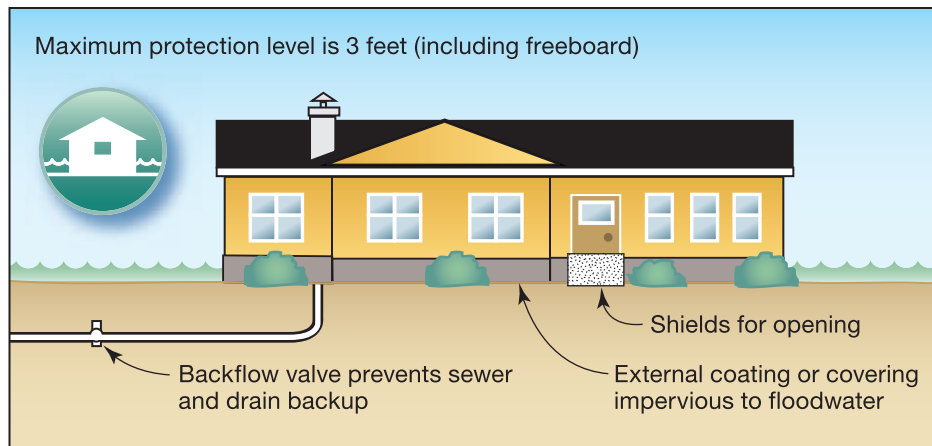 Maximum protection level is 3 feet (including freeboard)
Shields for opening
Backflow valve prevents sewer
and drain backup
External coating or covering
impervious to floodwater